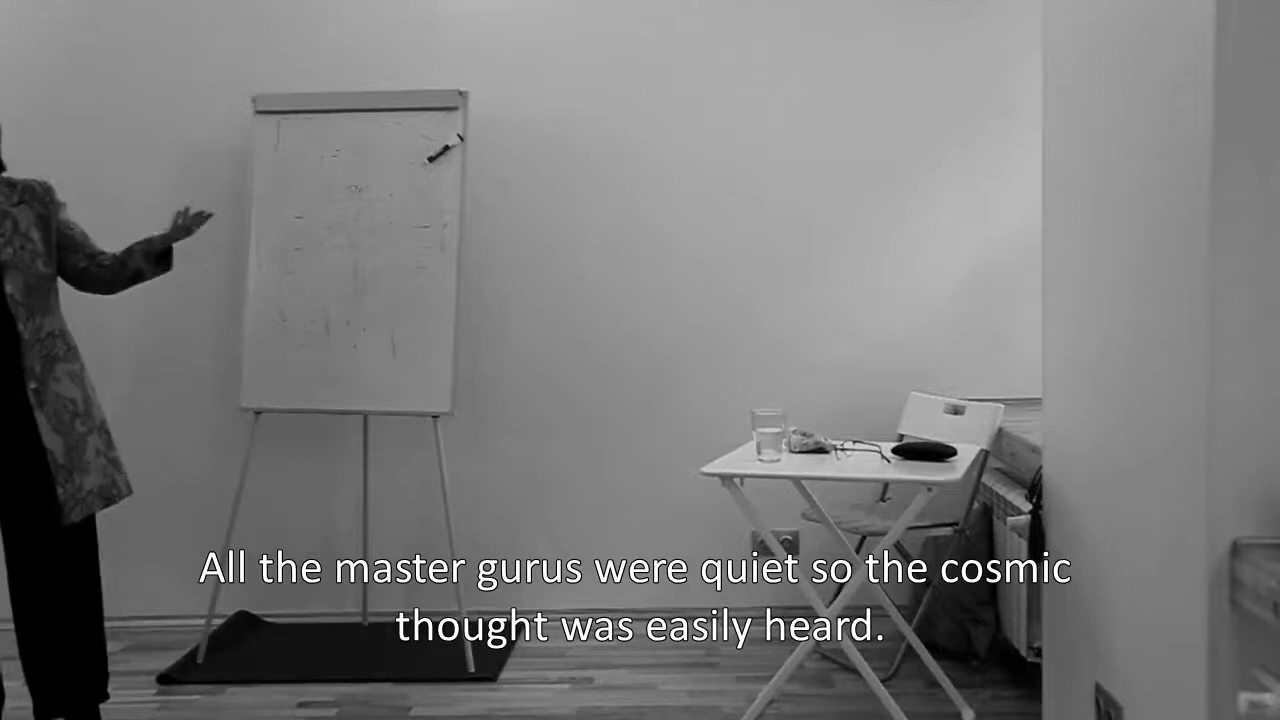 All the master gurus were quiet so the cosmic
thought was easily heard.